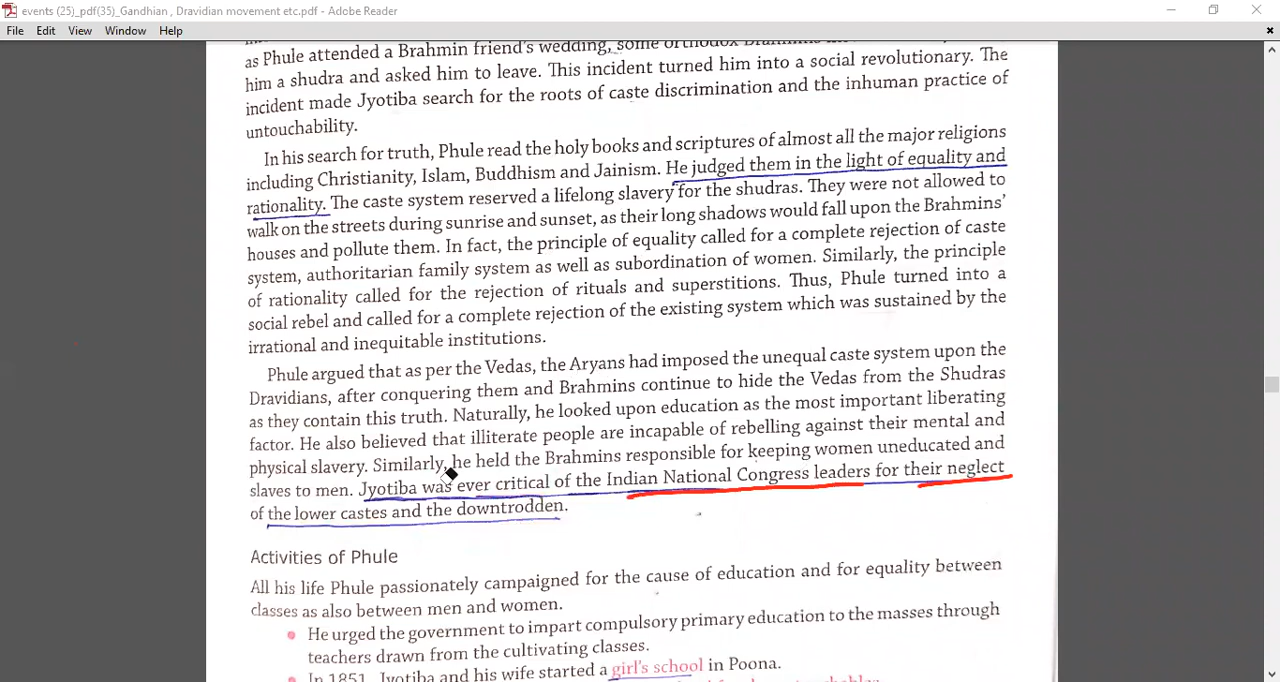 events (25)_pdf(35)_Gandhian , Dravidian movement etc.pdf - Adobe Reader
File Edit View Window Help
as Phule attended a Brahmin friend's wedding, some orthodox
him a shudra and asked him to leave. This incident turned him into a social revolutionary. The
incident made Jyotiba search for the roots of caste discrimination and the inhuman practice of
untouchability.
In his search for truth, Phule read the holy books and scriptures of almost all the major religions
including Christianity, Islam, Buddhism and Jainism. He judged them in the light of equality and
rationality. The caste system reserved a lifelong slavery for the shudras. They were not allowed to
walk on the streets during sunrise and sunset, as their long shadows would fall upon the Brahmins'
houses and pollute them. In fact, the principle of equality called for a complete rejection of caste
system, authoritarian family system as well as subordination of women. Similarly, the principle
of rationality called for the rejection of rituals and superstitions. Thus, Phule turned into a
social rebel and called for a complete rejection of the existing system which was sustained by the
irrational and inequitable institutions.
Phule argued that as per the Vedas, the Aryans had imposed the unequal caste system upon the
Dravidians, after conquering them and Brahmins continue to hide the Vedas from the Shudras
as they contain this truth. Naturally, he looked upon education as the most important liberating
factor. He also believed that illiterate people are incapable of rebelling against their mental and
physical slavery. Similarly, he held the Brahmins responsible for keeping women uneducated and
slaves to men. Jyotiba was ever critical of the Indian National Congress leaders for their neglect
of the lower castes and the downtrodden.
Activities of Phule
All his life Phule passionately campaigned for the cause of education and for equality between
classes as also between men and women.
He urged the government to impart compulsory primary education to the masses through
teachers drawn from the cultivating classes.
In 1851, Jyotiba and his wife started a girl's school in Poona.